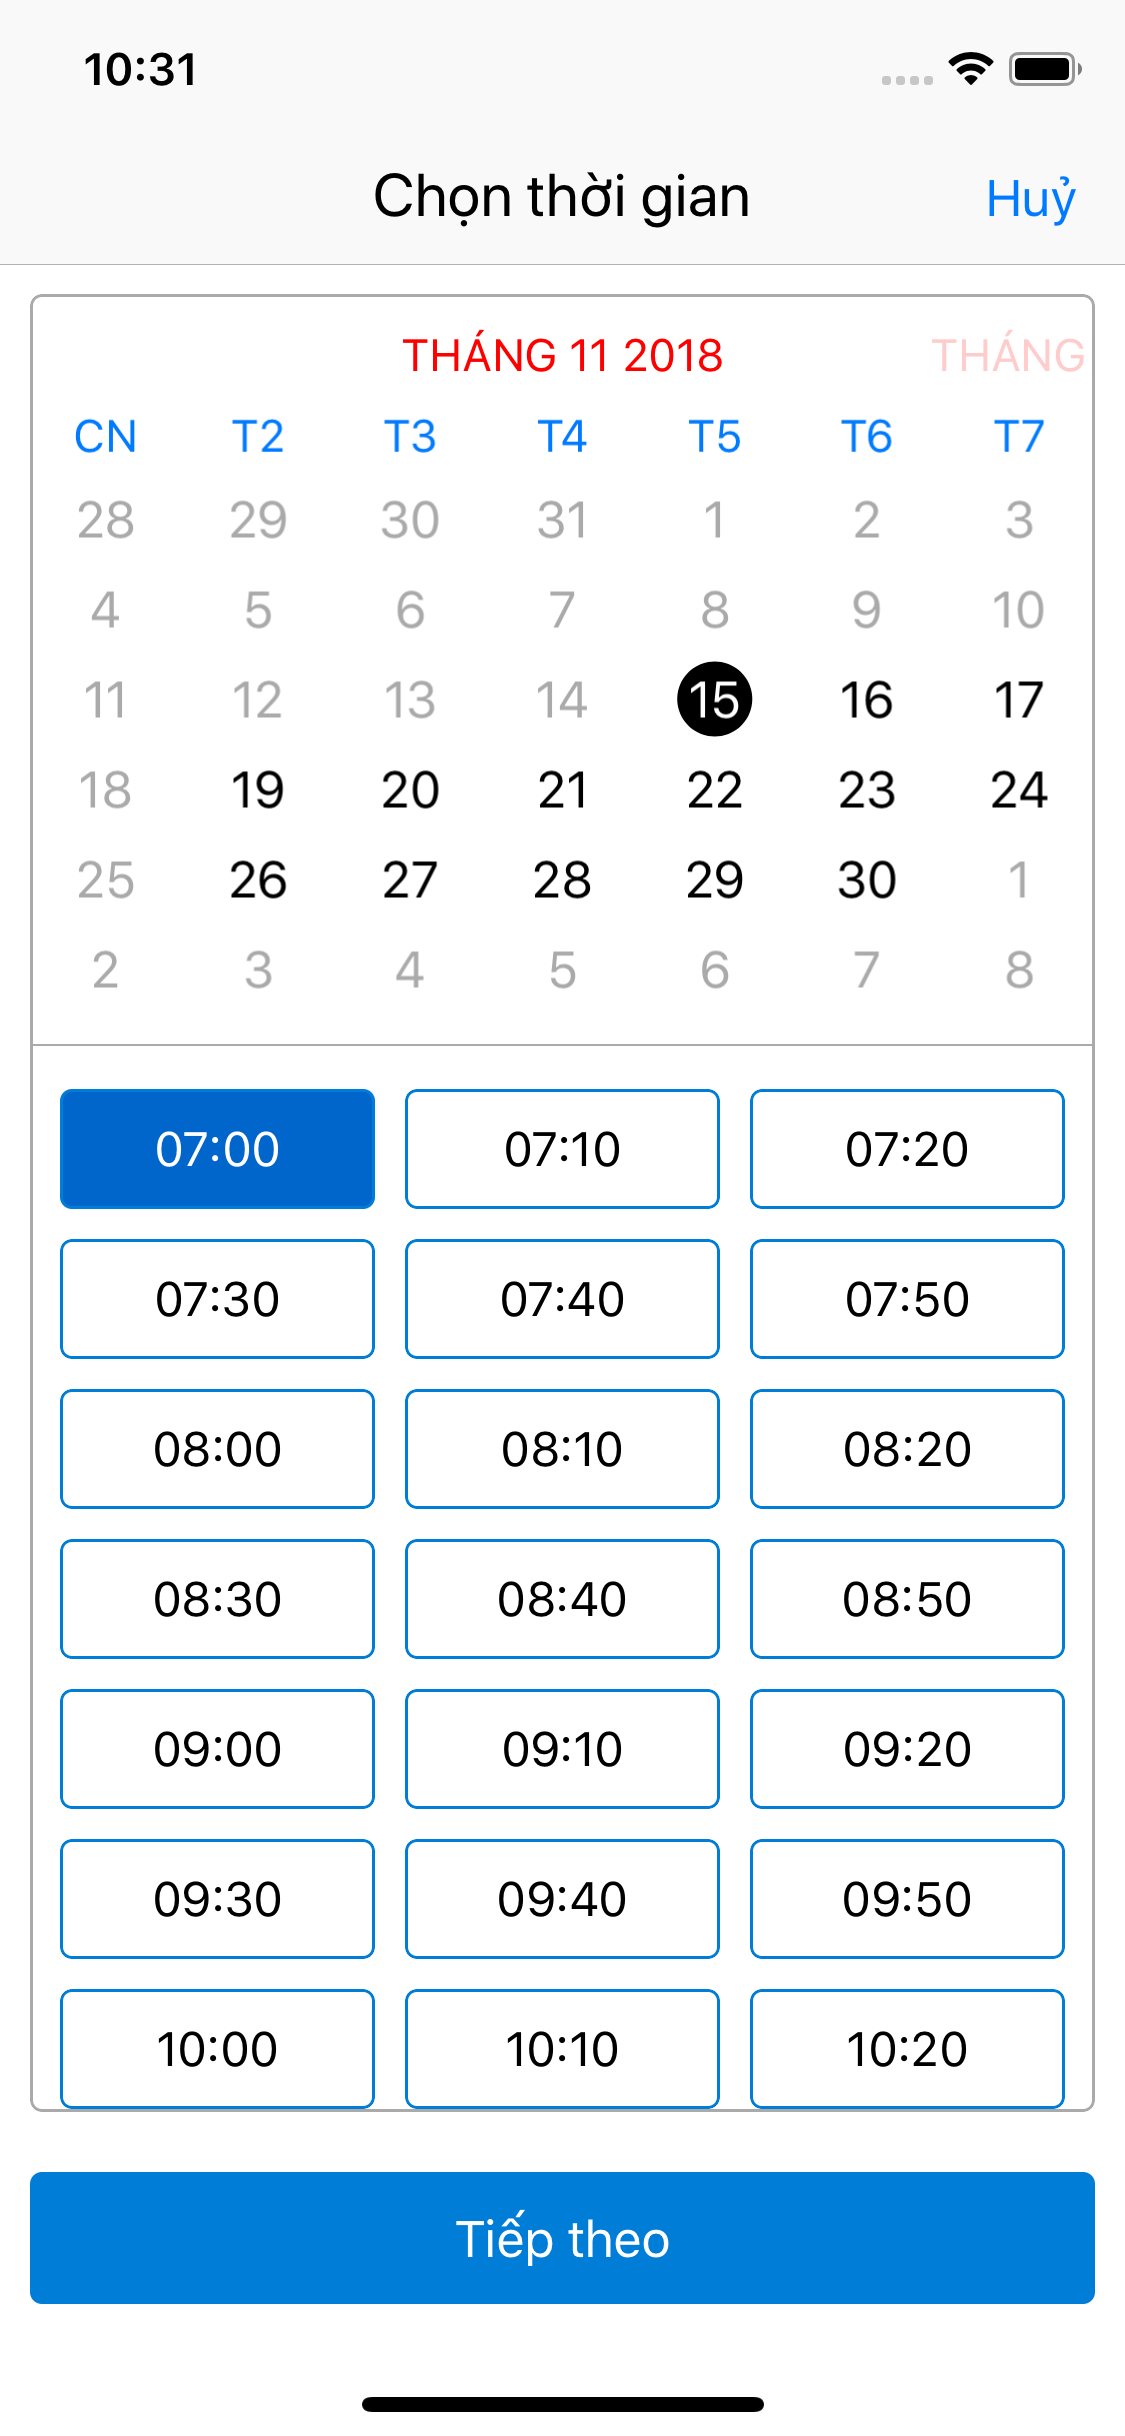 10:31
Chọn thời gian Huỷ
THÁNG 11 2018 THÁNG
CN T2 T3 T4 T5 T6 T7
28 29 30 31 1 2 3
4 5 6 7 8 9 10
11 12 13 14 15 16 17
18 19 20 21 22 23 24
25 26 27 28 29 30 1
2 3 4 5 6 7 8
07:00 07:10 07:20
07:30 07:40 07:50
08:00 08:10 08:20
08:30 08:40 08:50
09:00 09:10 09:20
09:30 09:40 09:50
10:00 10:10 10:20
Tiếp theo